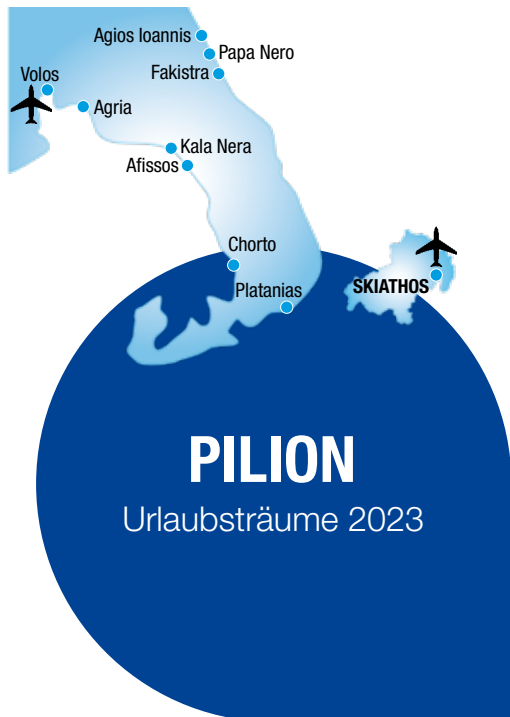 Agios Ioannis
Papa Nero
Fakistra
Volos
Agria
Kala Nera
Afissos
Chorto
Platanias
SKIATHOS
PILION
Urlaubsträume 2023